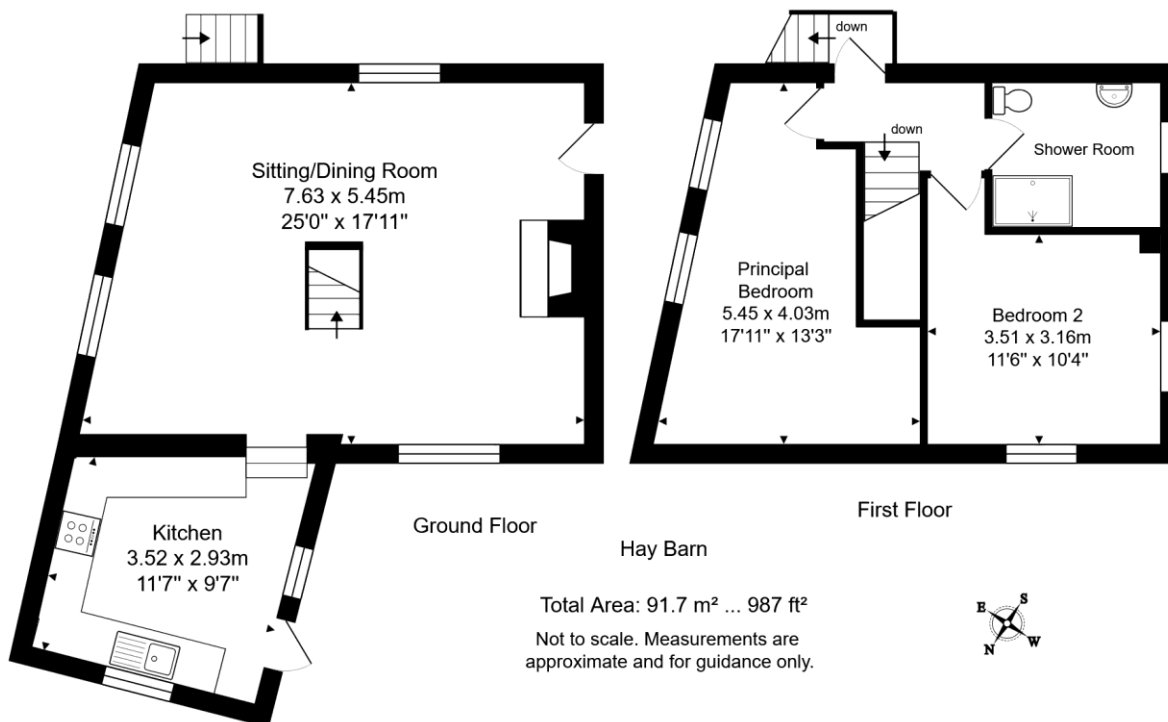 down
down
Sitting/Dining Room
7.63 x 5.45m
25'0" x 17'11"
Shower Room
Principal
Bedroom
5.45 x 4.03m
17'11" x 13'3"
Bedroom 2
3.51 x 3.16m
11'6" x 10'4"
Kitchen
3.52 x 2.93m
11'7" x 9'7"
Ground Floor
First Floor
Hay Barn
Total Area: 91.7 m² ... 987 ft²
Not to scale. Measurements are
approximate and for guidance only.
E S
N W